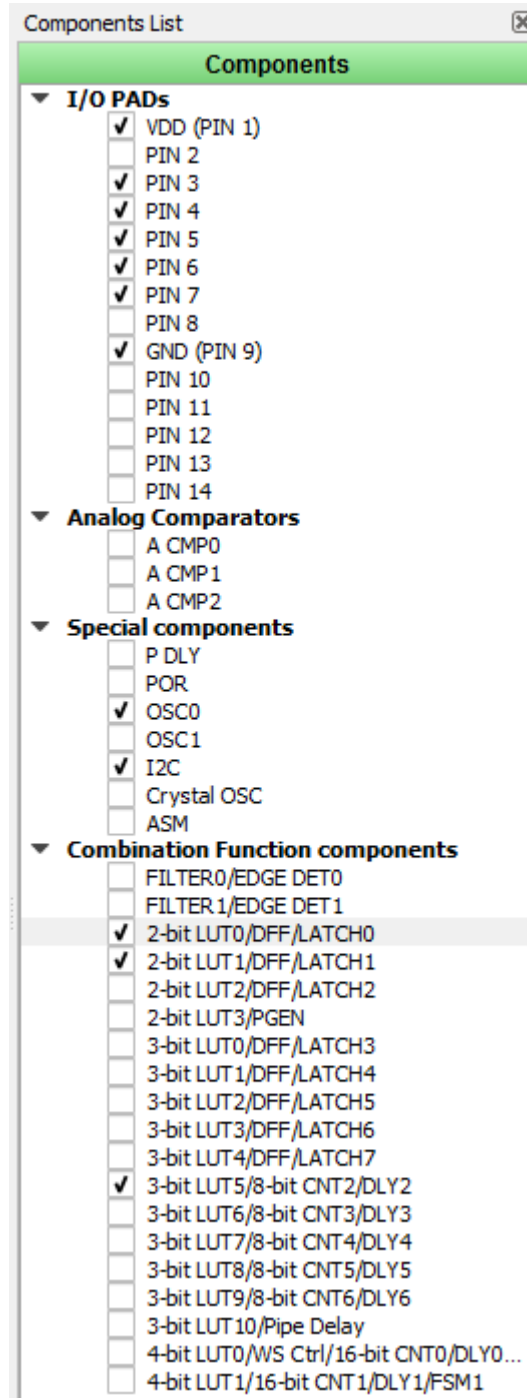 Components List
Components
I/O PADs
VDD (PIN 1)
PIN 2
PIN 3
PIN 4
PIN 5
PIN 6
PIN 7
PIN 8
GND (PIN 9)
PIN 10
PIN 11
PIN 12
PIN 13
PIN 14
Analog Comparators
A CMP0
A CMP1
A CMP2
Special components
P DLY
POR
OSC0
OSC1
I2C
Crystal OSC
ASM
Combination Function components
FILTER0/EDGE DET0
FILTER1/EDGE DET1
2-bit LUT0/DFF/LATCH0
2-bit LUT1/DFF/LATCH1
2-bit LUT2/DFF/LATCH2
2-bit LUT3/PGEN
3-bit LUT0/DFF/LATCH3
3-bit LUT1/DFF/LATCH4
3-bit LUT2/DFF/LATCH5
3-bit LUT3/DFF/LATCH6
3-bit LUT4/DFF/LATCH7
3-bit LUT5/8-bit CNT2/DLY2
3-bit LUT6/8-bit CNT3/DLY3
3-bit LUT7/8-bit CNT4/DLY4
3-bit LUT8/8-bit CNT5/DLY5
3-bit LUT9/8-bit CNT6/DLY6
3-bit LUT10/Pipe Delay
4-bit LUT0/WS Ctrl/16-bit CNT0/DLY0...
4-bit LUT1/16-bit CNT1/DLY1/FSM1